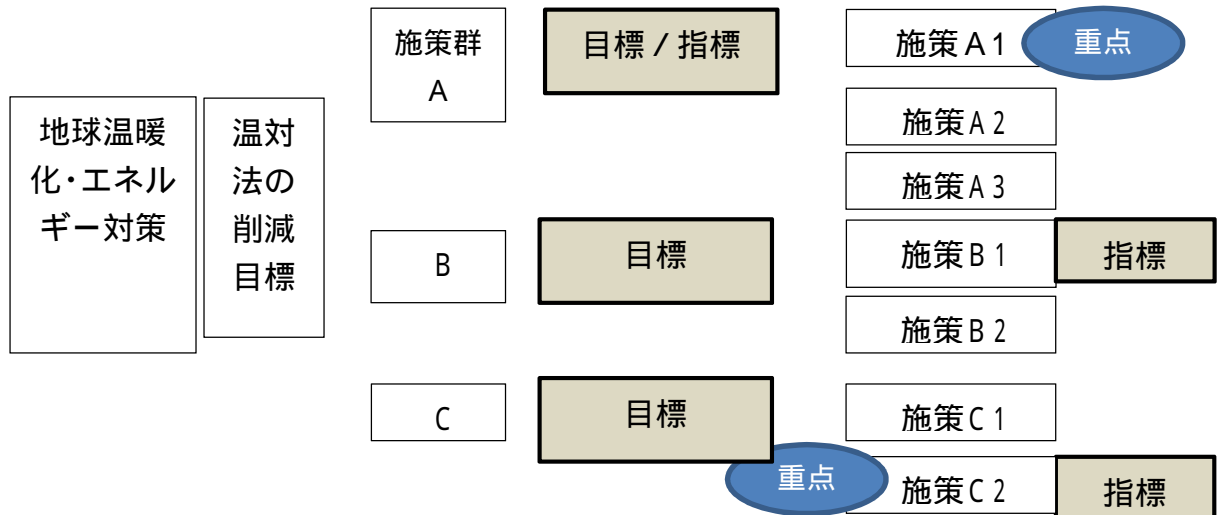 地球温暖
化・エネル
ギー対策
温対
法の
削減
目標
施策群
A
目標/指標
施策A1
重点
施策A2
施策A3
B
目標
施策B1
指標
施策B2
C
目標
重点
施策C1
施策C2
指標